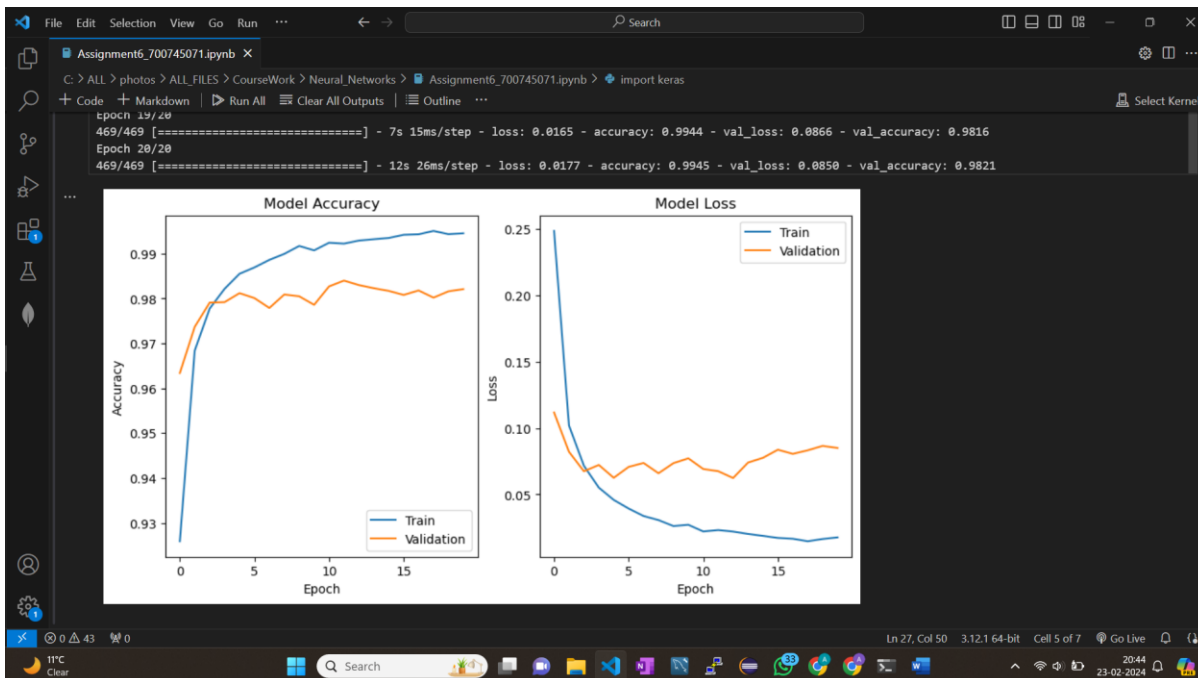 File Edit Selection View Go Run ··· Search
Assignment6_700745071.ipynb
C: > ALL > photos > ALL_FILES > CourseWork > Neural_Networks > Assignment6_700745071.ipynb > import keras
+ Code + Markdown Run All Clear All Outputs Outline ··· Select Kerne
Epoch 19/20
469/469 [==============================] - 7s 15ms/step - loss: 0.0165 - accuracy: 0.9944 - val_loss: 0.0866 - val_accuracy: 0.9816
Epoch 20/20
469/469 [==============================] - 12s 26ms/step - loss: 0.0177 - accuracy: 0.9945 - val_loss: 0.0850 - val_accuracy: 0.9821
...
Model Accuracy
Accuracy
0.99
0.98
0.97
0.96
0.95
0.94
0.93
Train
Validation
0 5 10 15
Epoch
Model Loss
Loss
0.25
0.20
0.15
0.10
0.05
Train
Validation
0 5 10 15
Epoch
1
1
0 43 0 Ln 27, Col 50 3.12.1 64-bit Cell 5 of 7 Go Live
11°C
Clear
Search
33
20:44
23-02-2024